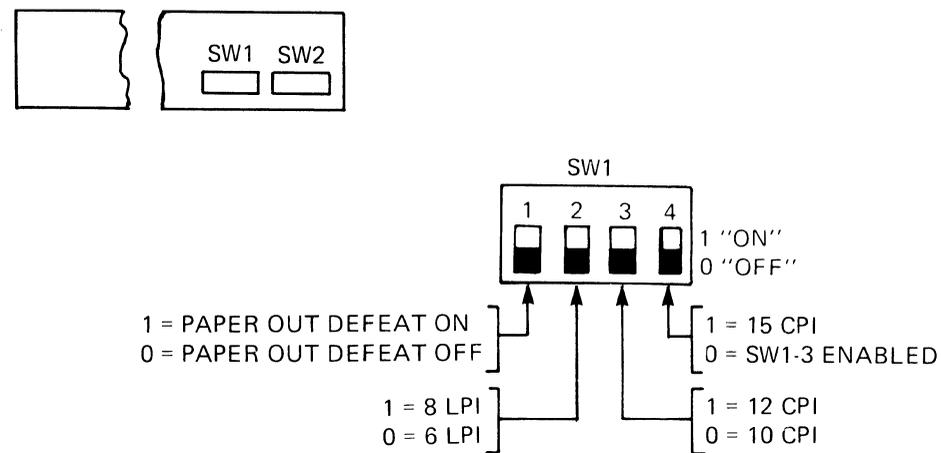 SW1 SW2
SW1
1 2 3 4
1 "ON"
0 "OFF"
1 = PAPER OUT DEFEAT ON
0 = PAPER OUT DEFEAT OFF
1 = 15 CPI
0 = SW1-3 ENABLED
1 = 8 LPI
0 = 6 LPI
1 = 12 CPI
0 = 10 CPI